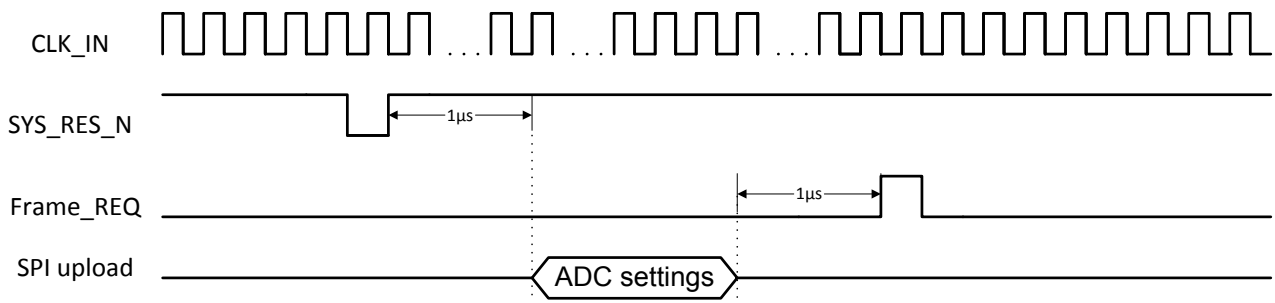 CLK_IN
... ... ...
SYS_RES_N
1µs
Frame_REQ
1µs
SPI upload
ADC settings